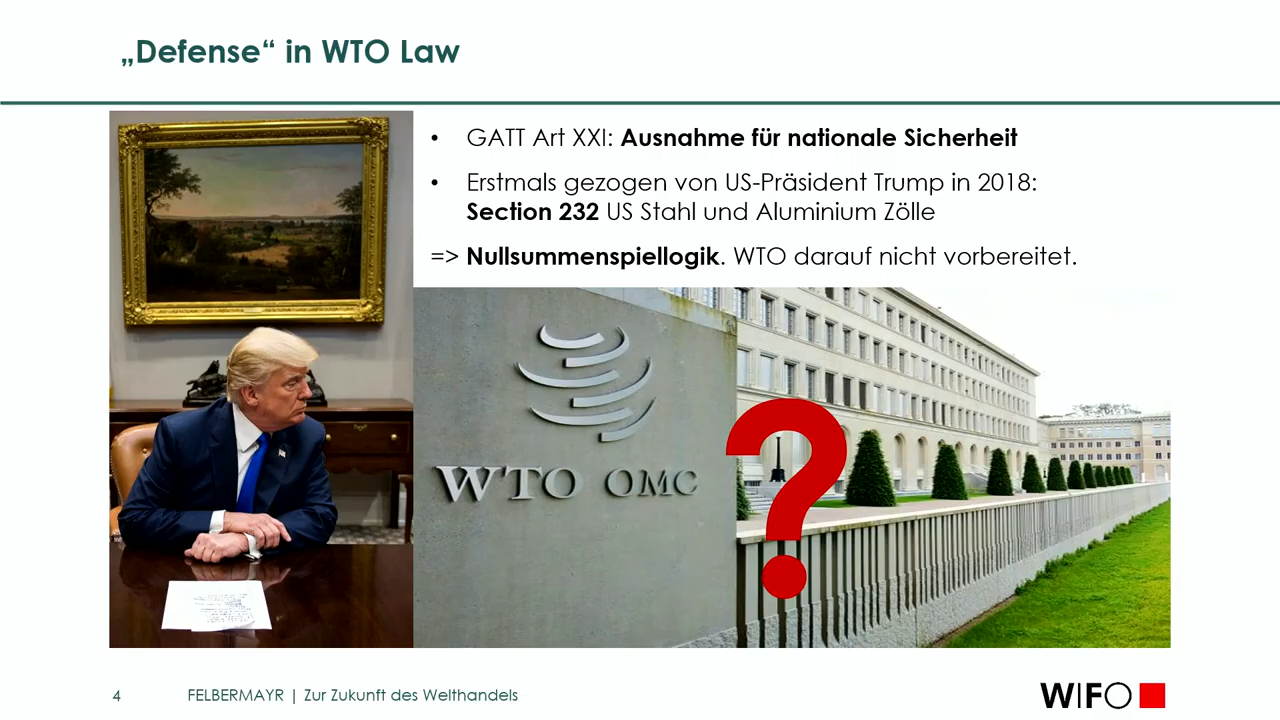 „Defense“ in WTO Law
• GATT Art XXI: Ausnahme für nationale Sicherheit
• Erstmals gezogen von US-Präsident Trump in 2018:
Section 232 US Stahl und Aluminium Zölle
=> Nullsummenspiellogik. WTO darauf nicht vorbereitet.
WTO OMC
?
4 FELBERMAYR | Zur Zukunft des Welthandels
WIFO